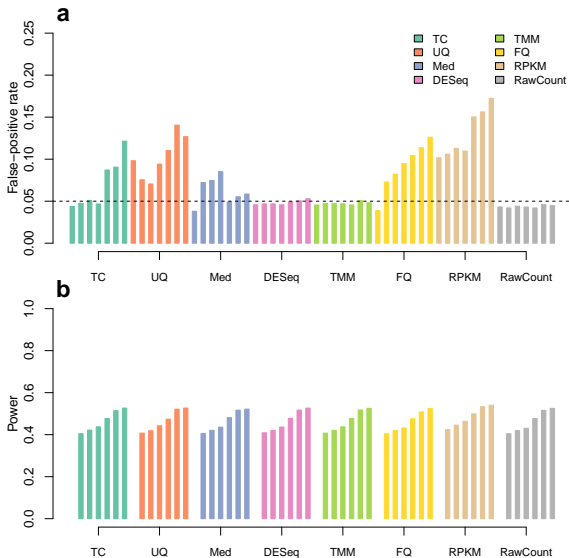 a
False−positive rate
0.25
0.20
0.15
0.10
0.05
0.00
TC
UQ
Med
DESeq
TMM
FQ
RPKM
RawCount
TC UQ Med DESeq TMM FQ RPKM RawCount
b
Power
1.0
0.8
0.6
0.4
0.2
0.0
TC UQ Med DESeq TMM FQ RPKM RawCount